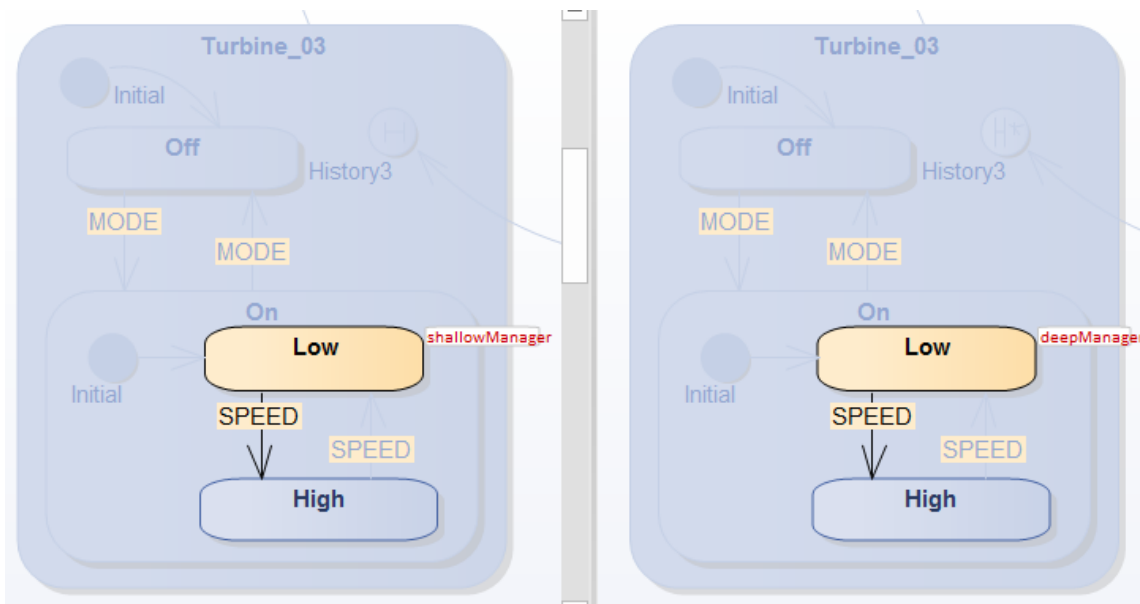 Turbine_03
Initial
Off
H
History3
MODE
MODE
On
Low
shallowManager
Initial
SPEED
SPEED
High
Turbine_03
Initial
Off
H*
History3
MODE
MODE
On
Low
deepManager
Initial
SPEED
SPEED
High